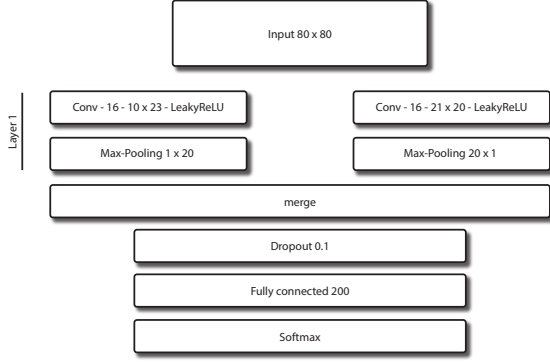 Input 80 x 80
Layer 1
Conv - 16 - 10 x 23 - LeakyReLU
Conv - 16 - 21 x 20 - LeakyReLU
Max-Pooling 1 x 20
Max-Pooling 20 x 1
merge
Dropout 0.1
Fully connected 200
Softmax